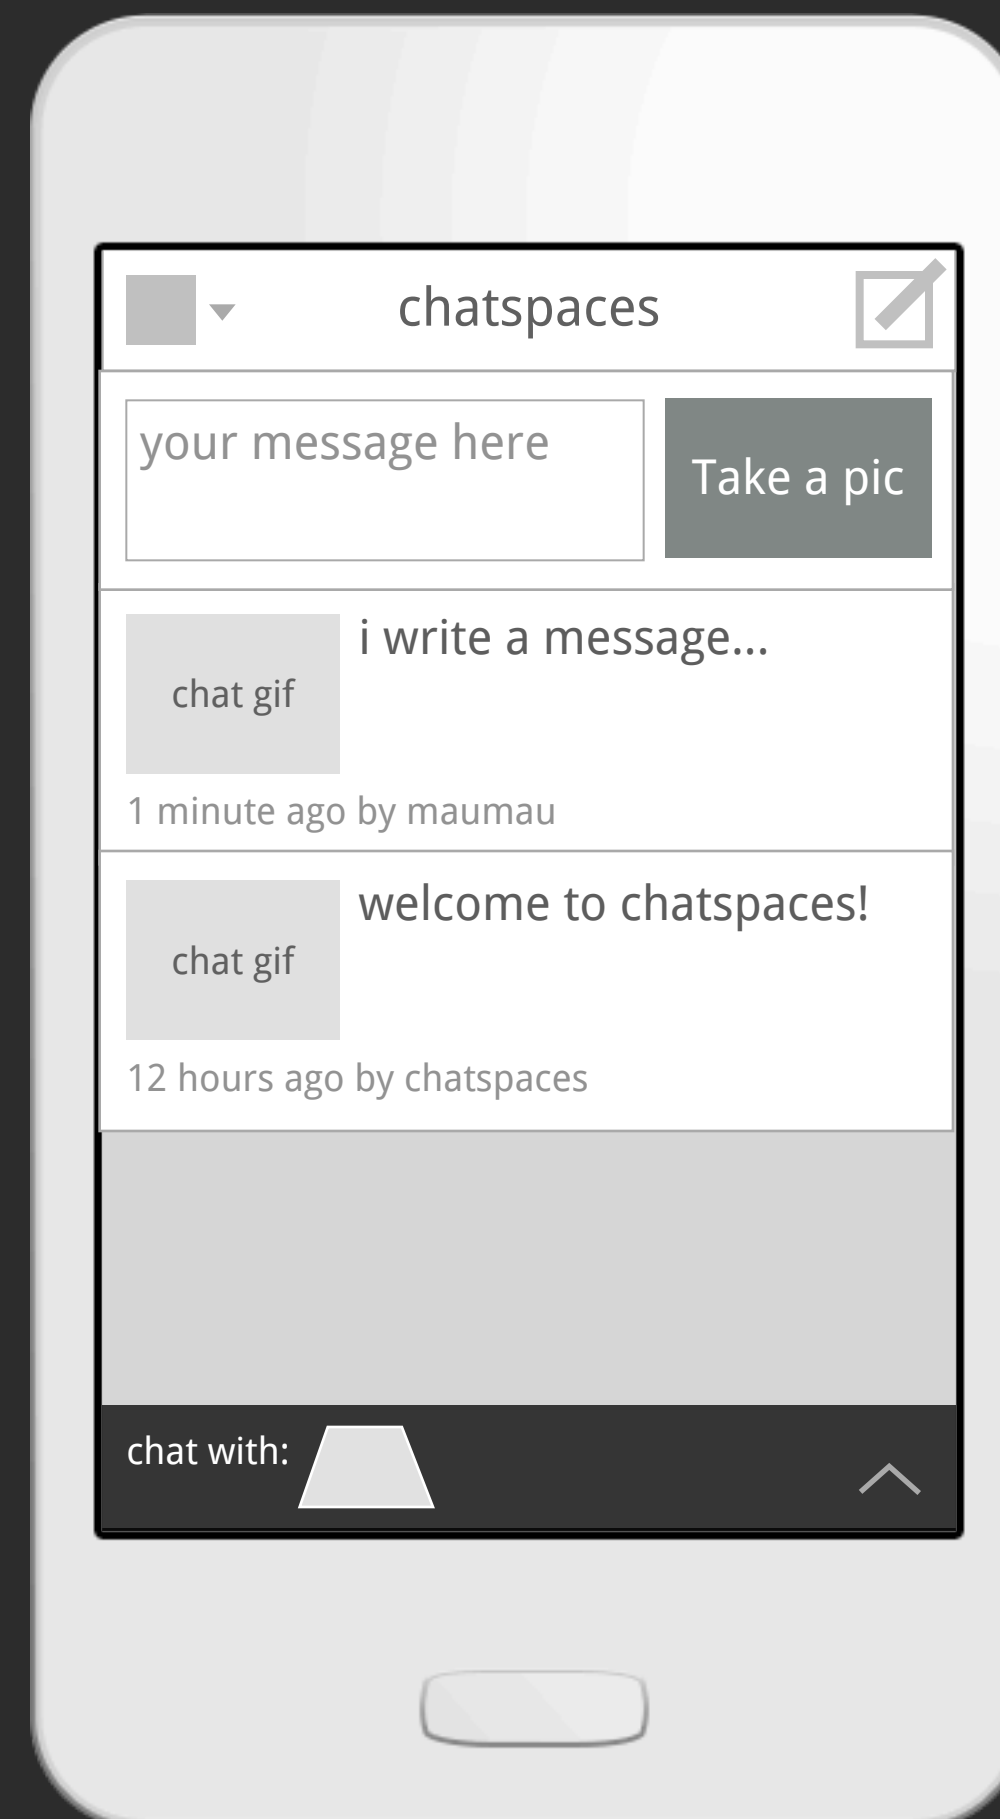 chatspaces
your message here
Take a pic
i write a message...
chat gif
1 minute ago by maumau
welcome to chatspaces!
chat gif
12 hours ago by chatspaces
chat with: